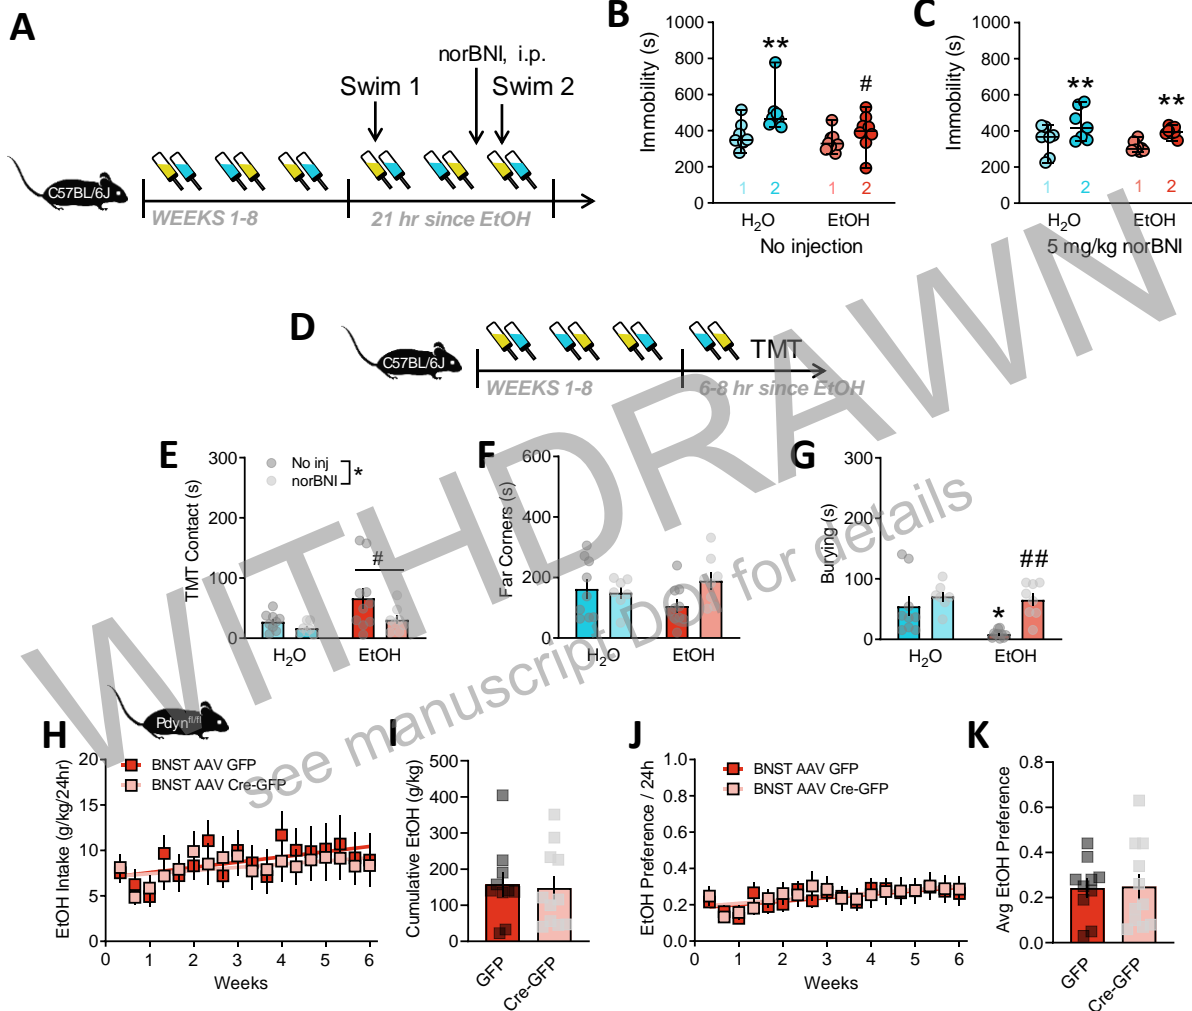 A
C57BL/6J
WEEKS 1-8
Swim 1
norBNI, i.p.
Swim 2
21 hr since EtOH
B
Immobility (s)
1000
800
600
400
200
0
**
#
1 2 1 2
H2O EtOH
No injection
C
Immobility (s)
1000
800
600
400
200
0
**
**
1 2 1 2
H2O EtOH
5 mg/kg norBNI
D
C57BL/6J
WEEKS 1-8
TMT
6-8 hr since EtOH
E
TMT Contact (s)
300
200
100
0
No inj
norBNI
*
#
H2O EtOH
F
Far Corners (s)
600
400
200
0
H2O EtOH
G
Burying (s)
300
200
100
0
*
##
H2O EtOH
Pdynfl/fl
H
EtOH Intake (g/kg/24hr)
20
15
10
5
0
BNST AAV GFP
BNST AAV Cre-GFP
0 1 2 3 4 5 6
Weeks
I
Cumulative EtOH (g/kg)
500
400
300
200
100
0
GFP
Cre-GFP
J
EtOH Preference / 24h
1.0
0.8
0.6
0.4
0.2
0.0
BNST AAV GFP
BNST AAV Cre-GFP
0 1 2 3 4 5 6
Weeks
K
Avg EtOH Preference
0.8
0.6
0.4
0.2
0.0
GFP
Cre-GFP
WITHDRAWN
see manuscript DOI for details